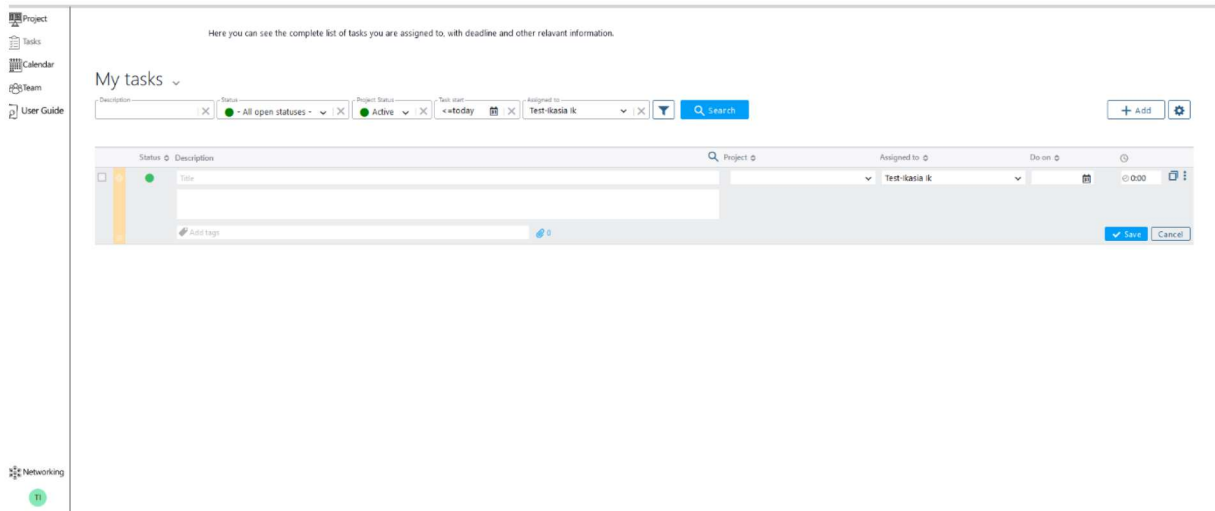 Project
Tasks
Calendar
Team
User Guide
Here you can see the complete list of tasks you are assigned to, with deadline and other relavant information.
My tasks
Description
Status
- All open statuses -
Project Status
Active
Task start
<=today
Assigned to
Test-Ikasia Ik
Search
+ Add
Status Description Project Assigned to Do on
Title
Test-Ikasia Ik
0:00
Add tags
0
Save Cancel
Networking
TI